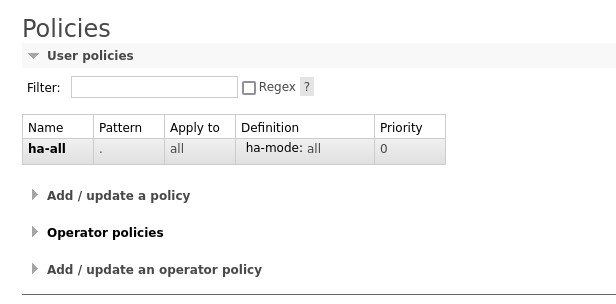 Policies
User policies
Filter: Regex ?
Name Pattern Apply to Definition Priority
ha-all . all ha-mode: all 0
Add / update a policy
Operator policies
Add / update an operator policy